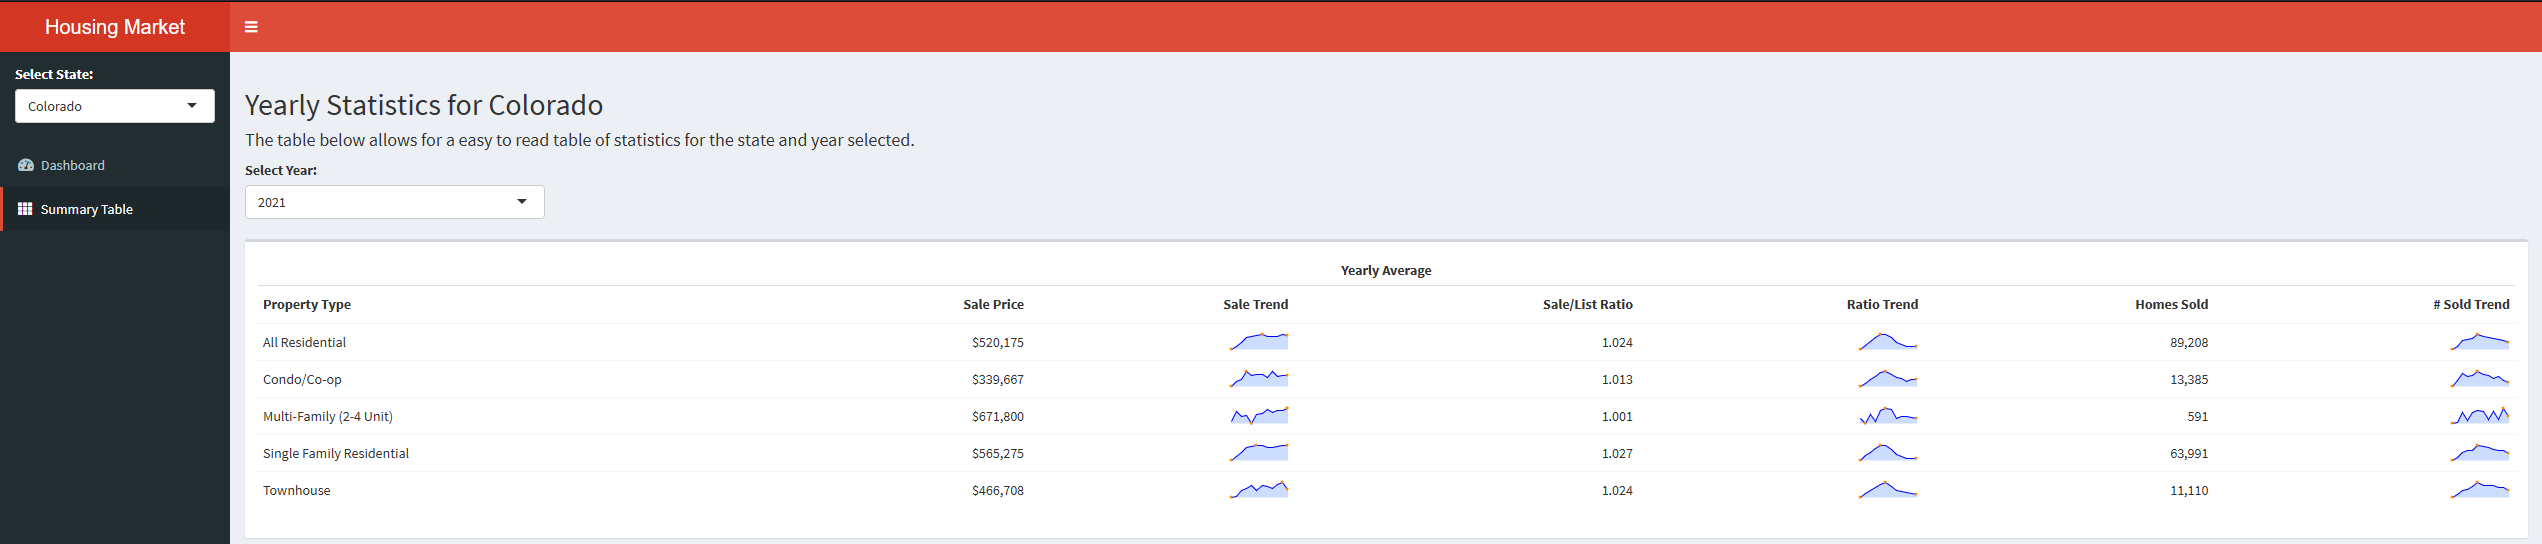 Housing Market
Select State:
Colorado
Dashboard
Summary Table
Yearly Statistics for Colorado
The table below allows for a easy to read table of statistics for the state and year selected.
Select Year:
2021
Yearly Average
Property Type Sale Price Sale Trend Sale/List Ratio Ratio Trend Homes Sold # Sold Trend
All Residential $520,175 1.024 89,208
Condo/Co-op $339,667 1.013 13,385
Multi-Family (2-4 Unit) $671,800 1.001 591
Single Family Residential $565,275 1.027 63,991
Townhouse $466,708 1.024 11,110